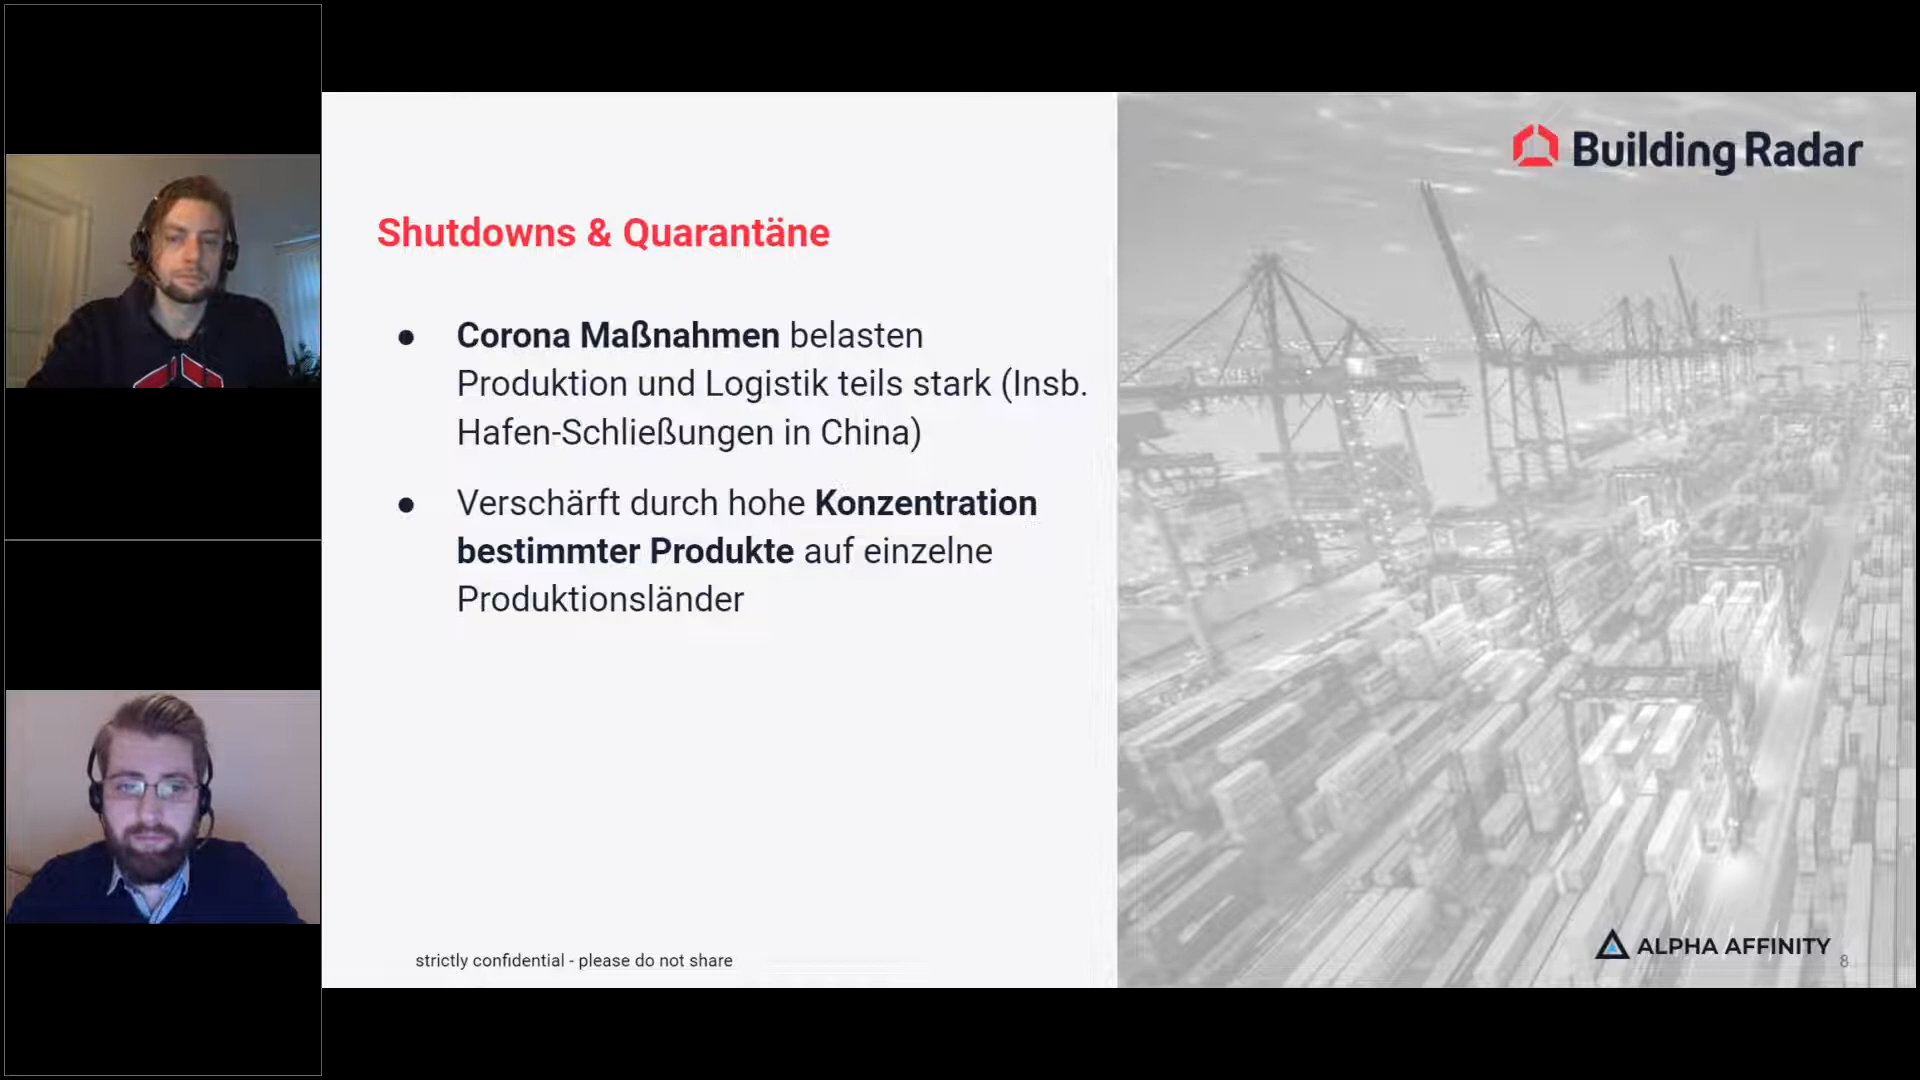 Building Radar
Shutdowns & Quarantäne
● Corona Maßnahmen belasten
Produktion und Logistik teils stark (Insb.
Hafen-Schließungen in China)
● Verschärft durch hohe Konzentration
bestimmter Produkte auf einzelne
Produktionsländer
strictly confidential - please do not share
ALPHA AFFINITY
8